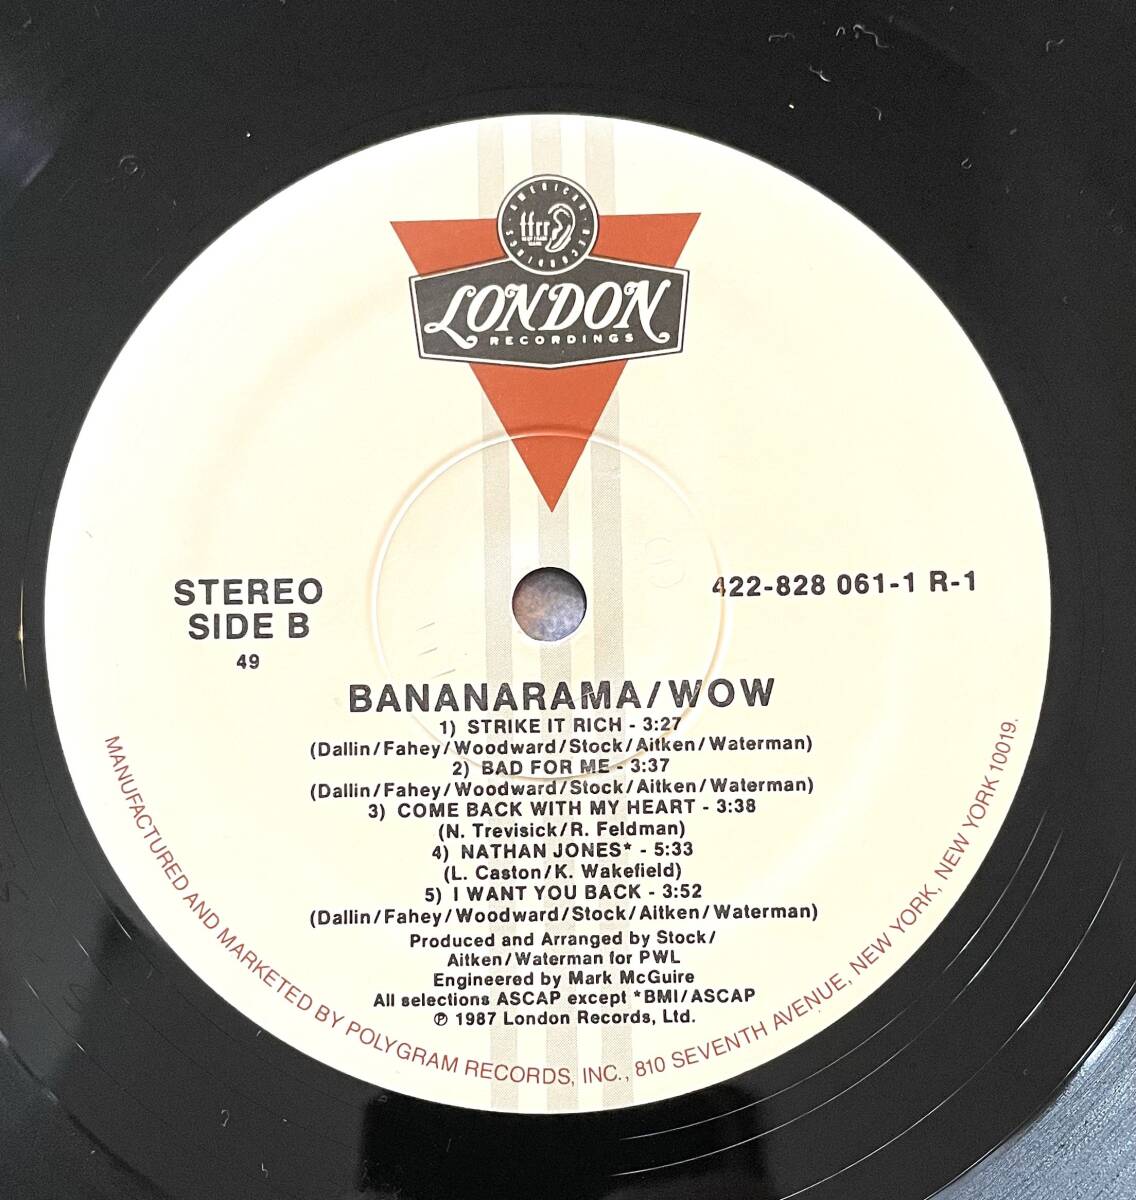 AMERICAN RECORDINGS
ffrr
LONDON
RECORDINGS
STEREO
SIDE B
49
422-828 061-1 R-1
BANANARAMA/WOW
1) STRIKE IT RICH - 3:27
(Dallin/Fahey/Woodward/Stock/Aitken/Waterman)
2) BAD FOR ME - 3:37
(Dallin/Fahey/Woodward/Stock/Aitken/Waterman)
3) COME BACK WITH MY HEART - 3:38
(N. Trevisick/R. Feldman)
4) NATHAN JONES* - 5:33
(L. Caston/K. Wakefield)
5) I WANT YOU BACK - 3:52
(Dallin/Fahey/Woodward/Stock/Aitken/Waterman)
Produced and Arranged by Stock/
Aitken/Waterman for PWL
Engineered by Mark McGuire
All selections ASCAP except *BMI/ASCAP
℗ 1987 London Records, Ltd.
MANUFACTURED AND MARKETED BY POLYGRAM RECORDS, INC., 810 SEVENTH AVENUE, NEW YORK, NEW YORK 10019.